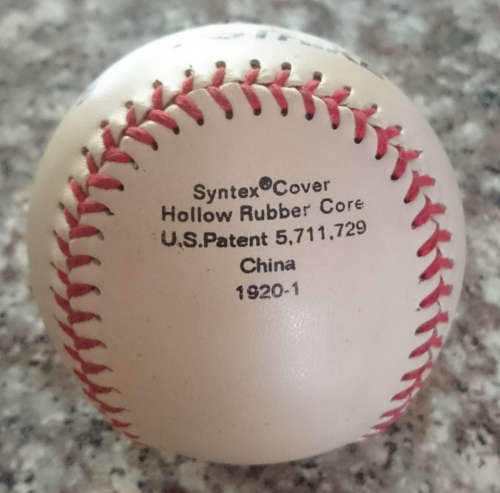 Syntex®Cover
Hollow Rubber Core
U.S.Patent 5,711,729
China
1920-1